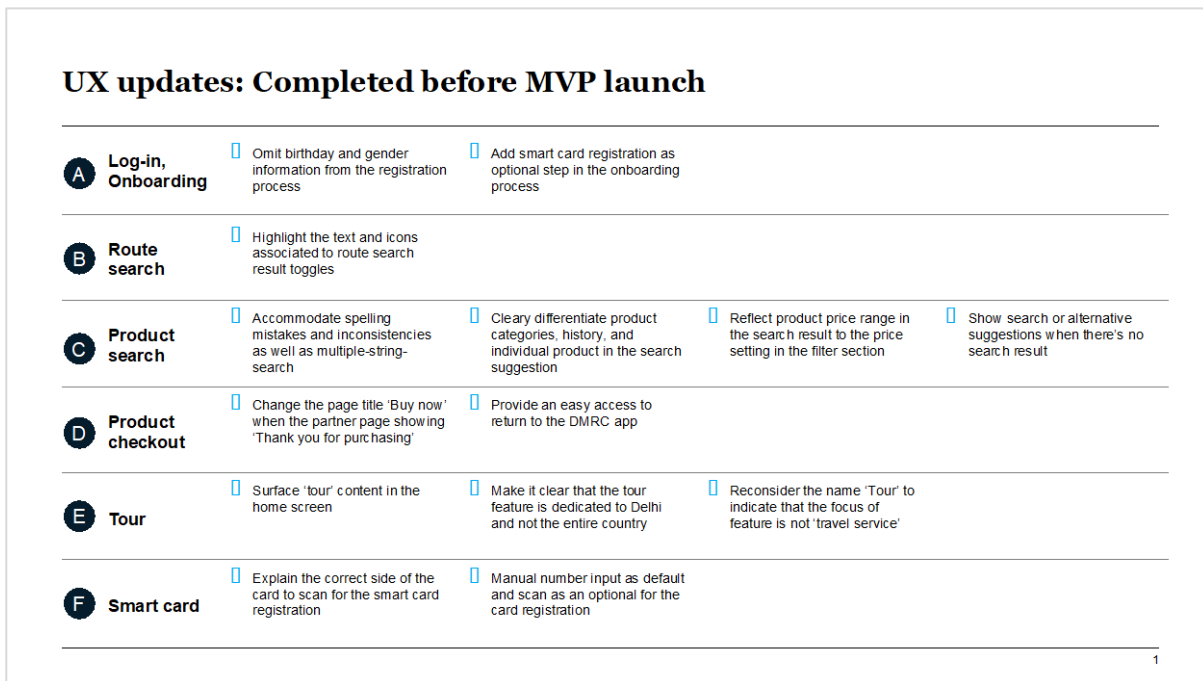 UX updates: Completed before MVP launch
A
Log-in,
Onboarding
Omit birthday and gender
information from the registration
process
Add smart card registration as
optional step in the onboarding
process
B
Route
search
Highlight the text and icons
associated to route search
result toggles
C
Product
search
Accommodate spelling
mistakes and inconsistencies
as well as multiple-string-
search
Cleary differentiate product
categories, history, and
individual product in the search
suggestion
Reflect product price range in
the search result to the price
setting in the filter section
Show search or alternative
suggestions when there's no
search result
D
Product
checkout
Change the page title ‘Buy now’
when the partner page showing
‘Thank you for purchasing’
Provide an easy access to
return to the DMRC app
E
Tour
Surface ‘tour’ content in the
home screen
Make it clear that the tour
feature is dedicated to Delhi
and not the entire country
Reconsider the name ‘Tour’ to
indicate that the focus of
feature is not ‘travel service’
F
Smart card
Explain the correct side of the
card to scan for the smart card
registration
Manual number input as default
and scan as an optional for the
card registration
1